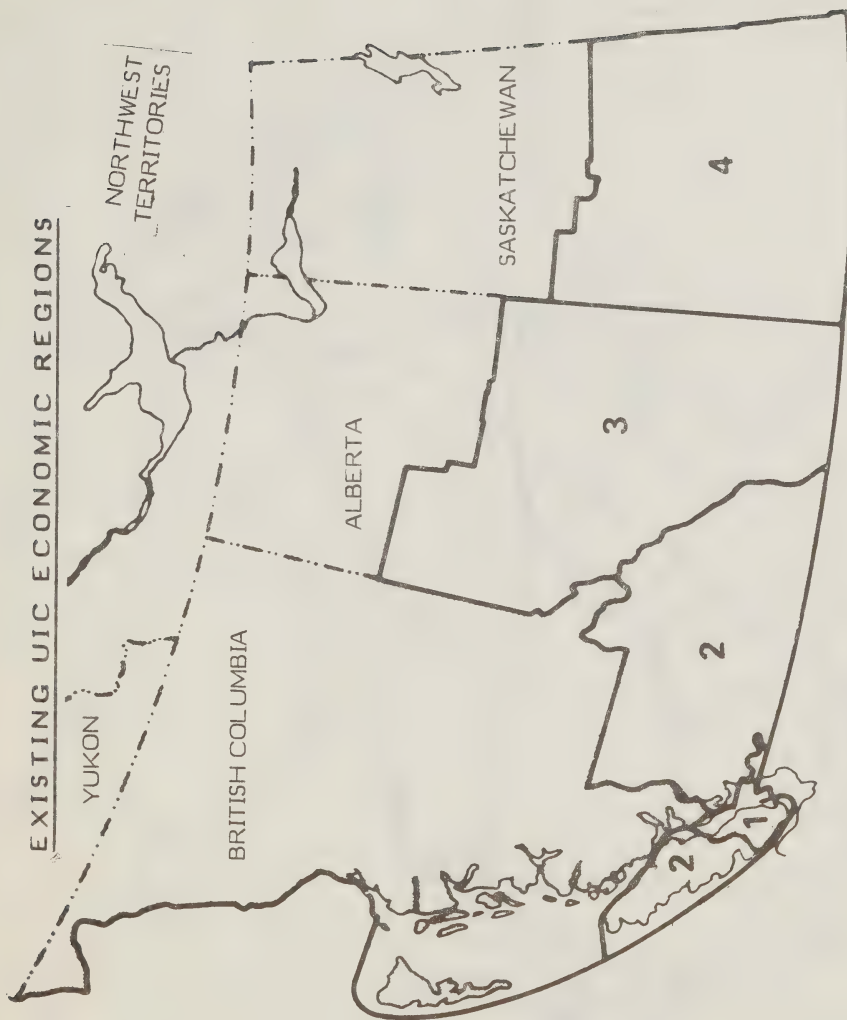 EXISTING UIC ECONOMIC REGIONS
YUKON
NORTHWEST
TERRITORIES
BRITISH COLUMBIA
ALBERTA
SASKATCHEWAN
2
1
2
3
4